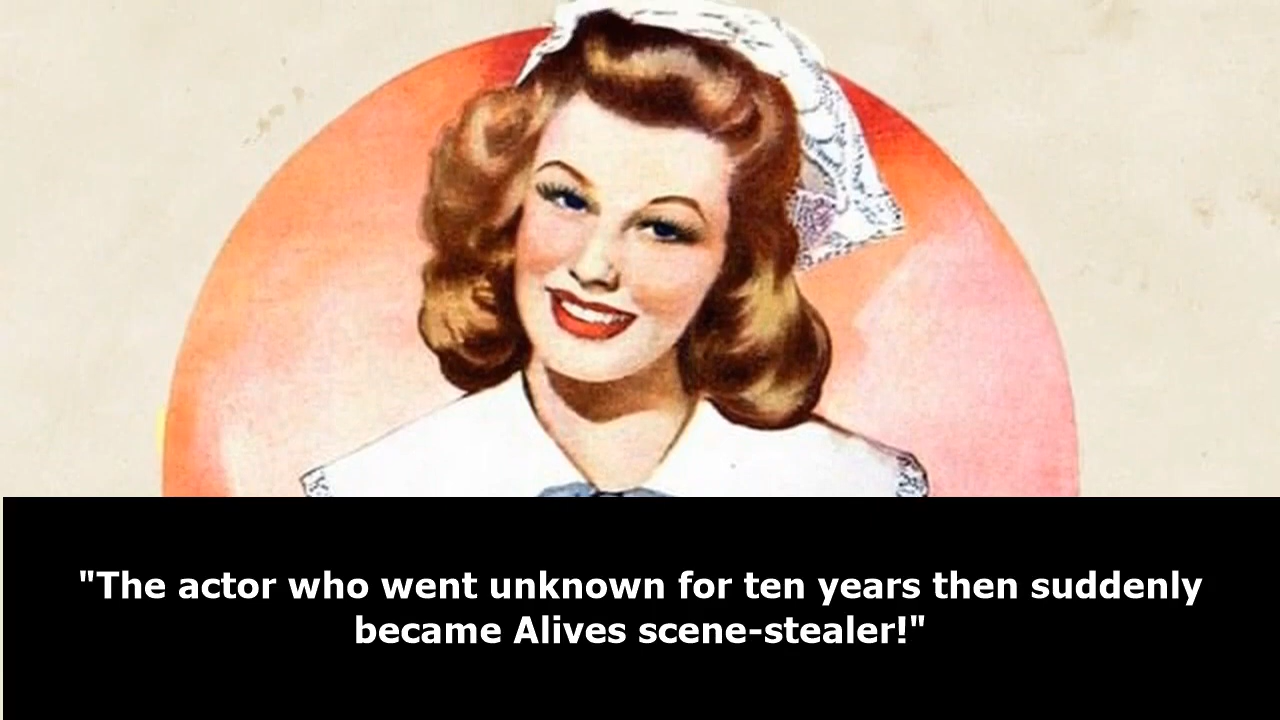 "The actor who went unknown for ten years then suddenly
became Alives scene-stealer!"